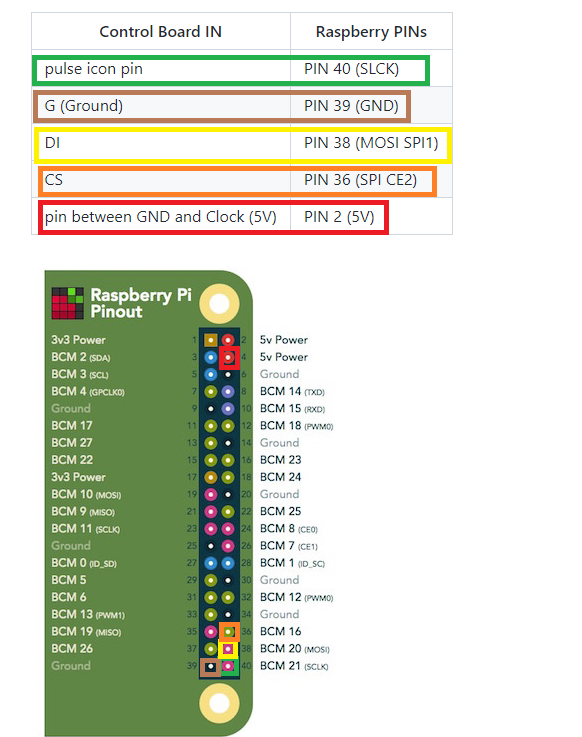 Control Board IN Raspberry PINs
pulse icon pin PIN 40 (SLCK)
G (Ground) PIN 39 (GND)
DI PIN 38 (MOSI SPI1)
CS PIN 36 (SPI CE2)
pin between GND and Clock (5V) PIN 2 (5V)
Raspberry Pi
Pinout
3v3 Power 1 2 5v Power
BCM 2 (SDA) 3 4 5v Power
BCM 3 (SCL) 5 6 Ground
BCM 4 (GPCLK0) 7 8 BCM 14 (TXD)
Ground 9 10 BCM 15 (RXD)
BCM 17 11 12 BCM 18 (PWM0)
BCM 27 13 14 Ground
BCM 22 15 16 BCM 23
3v3 Power 17 18 BCM 24
BCM 10 (MOSI) 19 20 Ground
BCM 9 (MISO) 21 22 BCM 25
BCM 11 (SCLK) 23 24 BCM 8 (CE0)
Ground 25 26 BCM 7 (CE1)
BCM 0 (ID_SD) 27 28 BCM 1 (ID_SC)
BCM 5 29 30 Ground
BCM 6 31 32 BCM 12 (PWM0)
BCM 13 (PWM1) 33 34 Ground
BCM 19 (MISO) 35 36 BCM 16
BCM 26 37 38 BCM 20 (MOSI)
Ground 39 40 BCM 21 (SCLK)